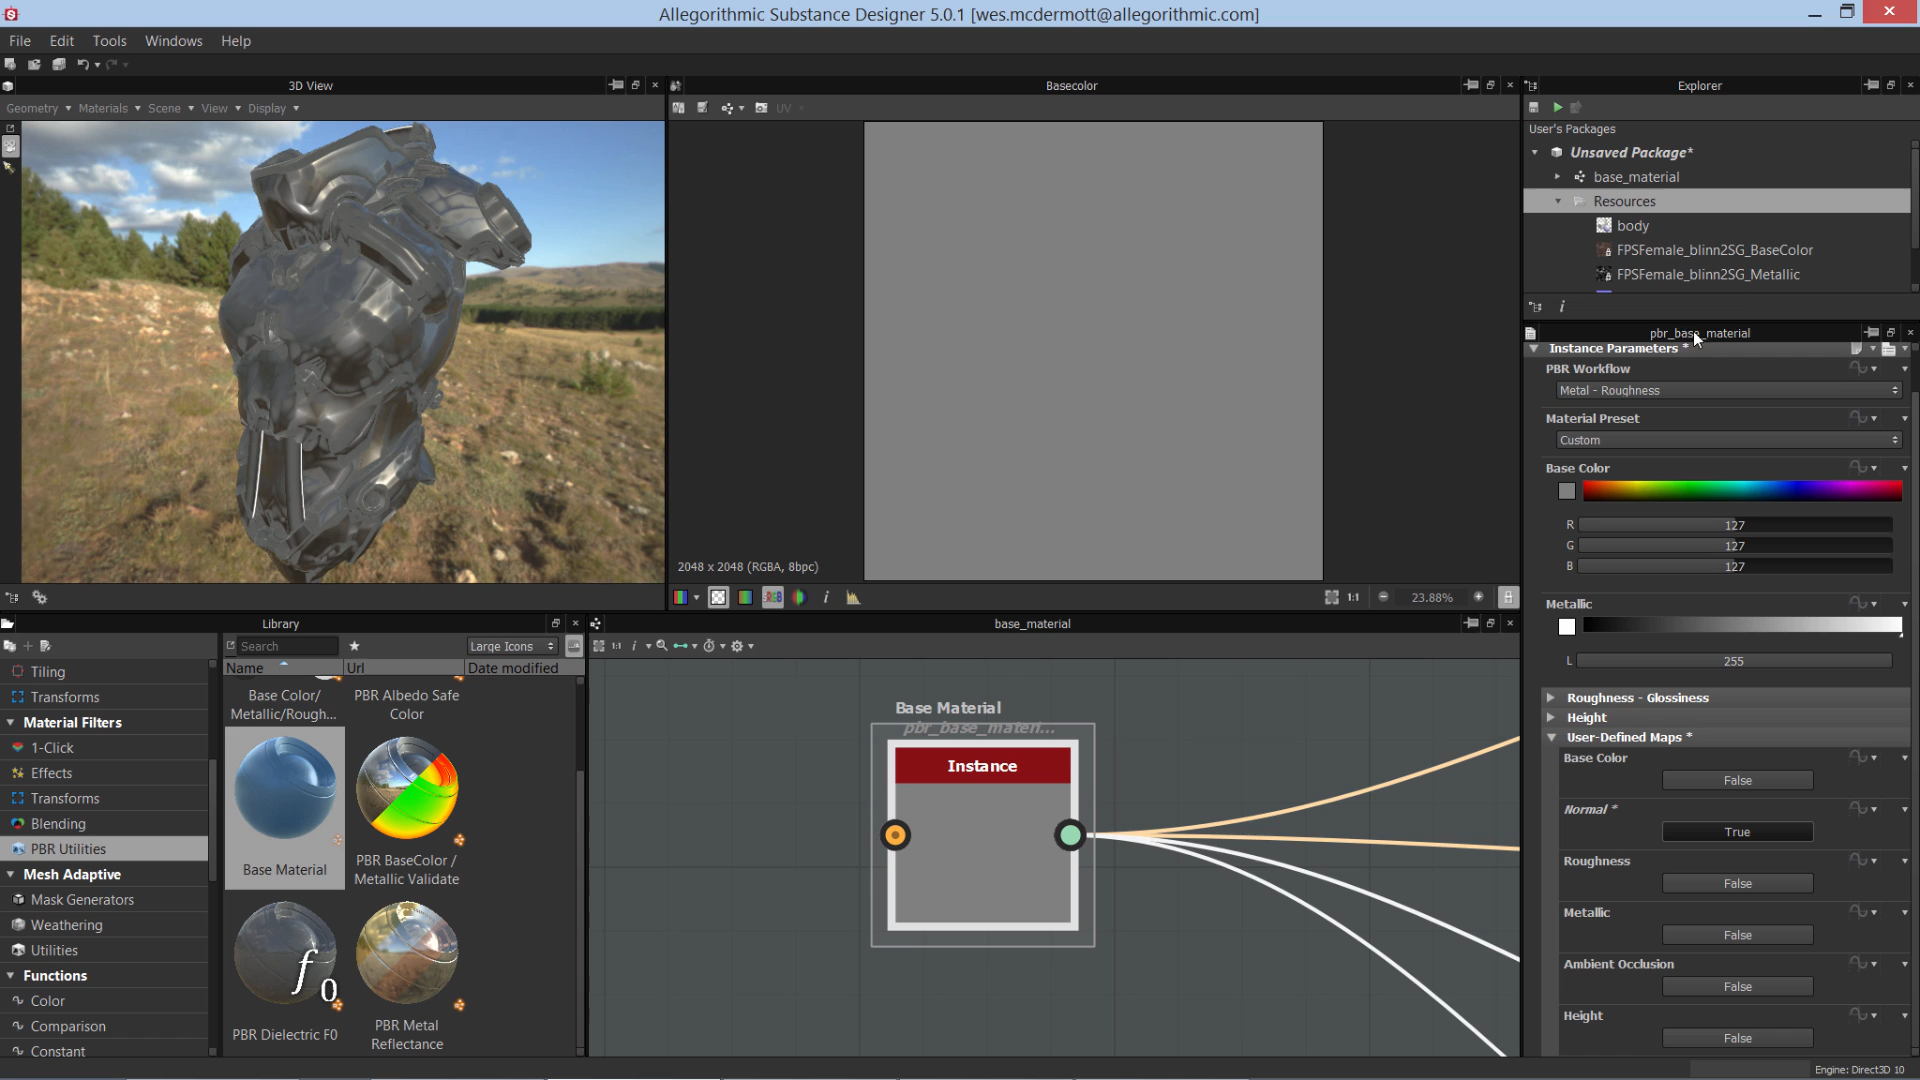 Allegorithmic Substance Designer 5.0.1 [wes.mcdermott@allegorithmic.com]
File Edit Tools Windows Help
3D View
Geometry Materials Scene View Display
Basecolor
UV
2048 x 2048 (RGBA, 8bpc)
RGB
i
1:1
23.88%
Explorer
User's Packages
Unsaved Package*
base_material
Resources
body
FPSFemale_blinn2SG_BaseColor
FPSFemale_blinn2SG_Metallic
i
pbr_base_material
Instance Parameters *
PBR Workflow
Metal - Roughness
Material Preset
Custom
Base Color
R 127
G 127
B 127
Metallic
L 255
Roughness - Glossiness
Height
User-Defined Maps *
Base Color
False
Normal *
True
Roughness
False
Metallic
False
Ambient Occlusion
False
Height
False
Library
Search
Large Icons
Name Url Date modified
Tiling
Transforms
Material Filters
1-Click
Effects
Transforms
Blending
PBR Utilities
Mesh Adaptive
Mask Generators
Weathering
Utilities
Functions
Color
Comparison
Constant
Base Color/
Metallic/Rough...
PBR Albedo Safe
Color
Base Material
PBR BaseColor /
Metallic Validate
f0
PBR Dielectric F0
PBR Metal
Reflectance
base_material
1:1 i
Base Material
pbr_base_materi...
Instance
Engine: Direct3D 10